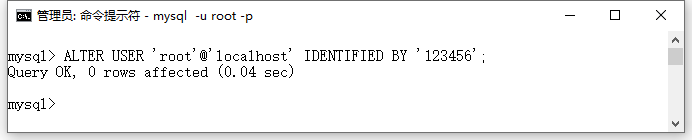 管理员: 命令提示符 - mysql  -u root -p
mysql> ALTER USER 'root'@'localhost' IDENTIFIED BY '123456';
Query OK, 0 rows affected (0.04 sec)
mysql>